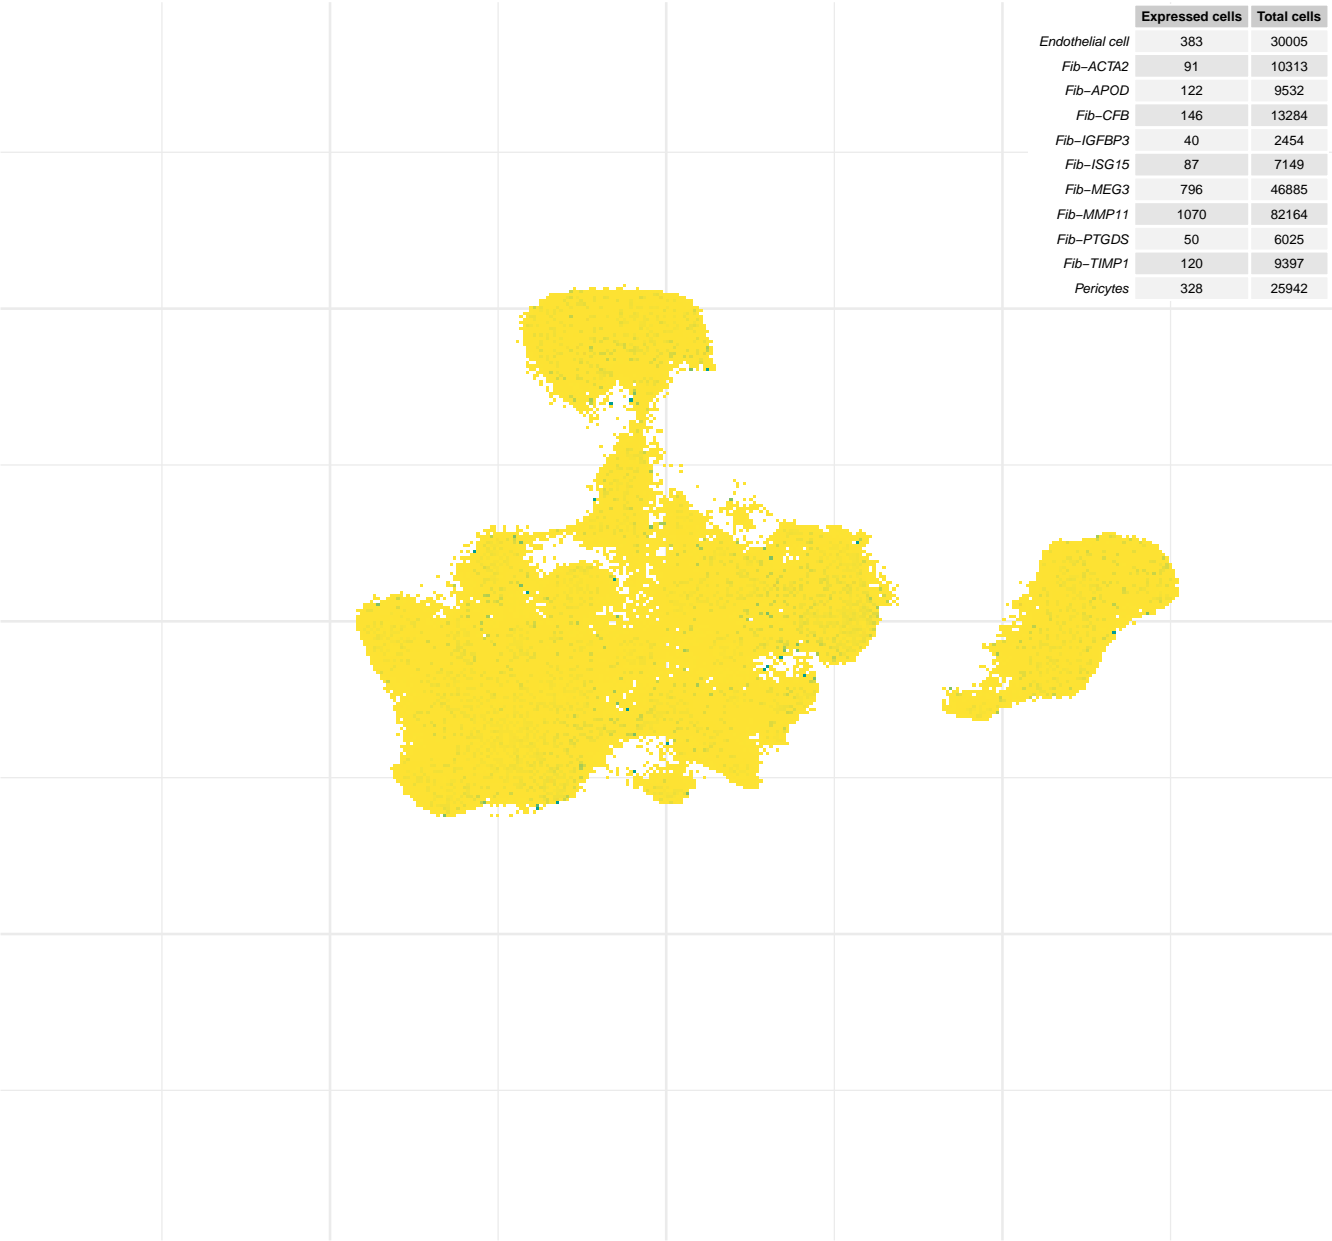 Expressed cells Total cells
Endothelial cell 383 30005
Fib−ACTA2 91 10313
Fib−APOD 122 9532
Fib−CFB 146 13284
Fib−IGFBP3 40 2454
Fib−ISG15 87 7149
Fib−MEG3 796 46885
Fib−MMP11 1070 82164
Fib−PTGDS 50 6025
Fib−TIMP1 120 9397
Pericytes 328 25942